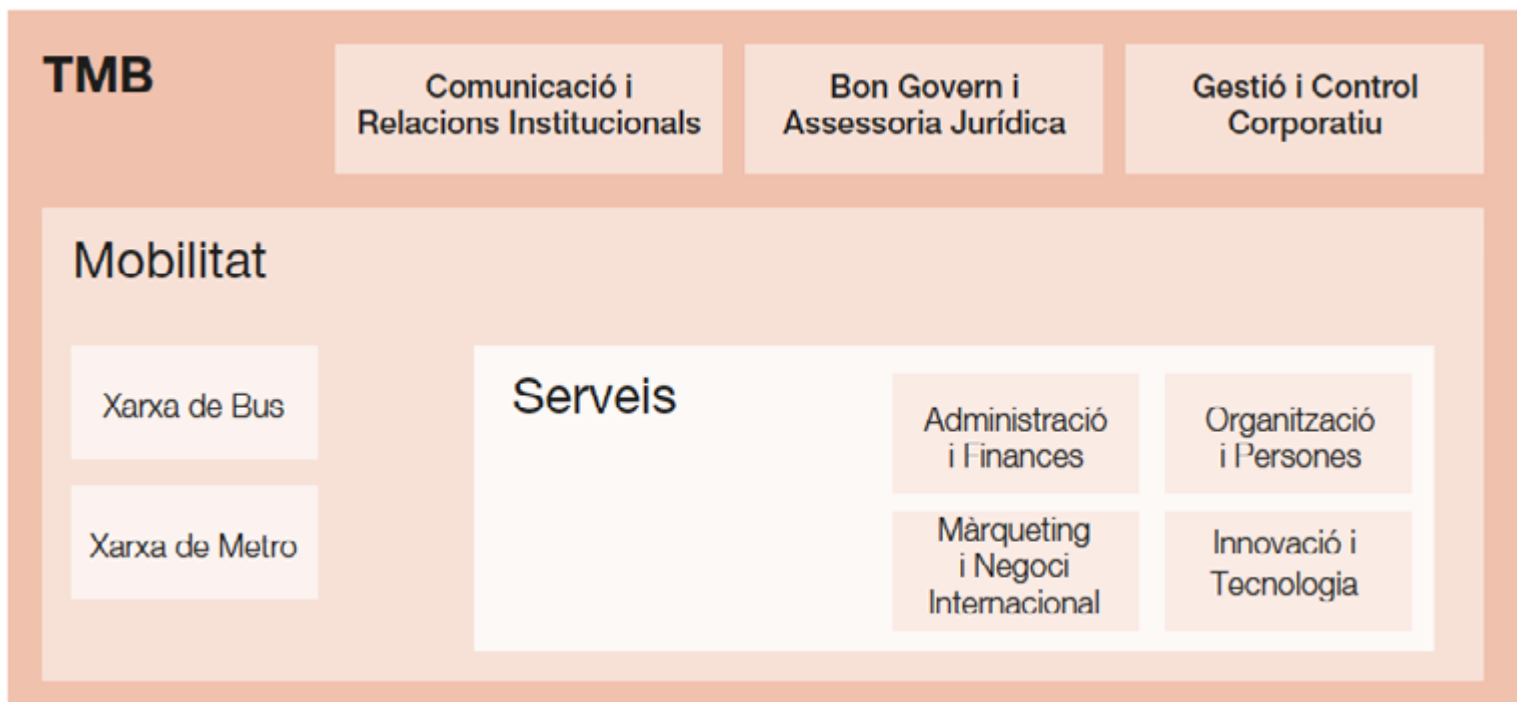 TMB
Comunicació i
Relacions Institucionals
Bon Govern i
Assessoria Jurídica
Gestió i Control
Corporatiu
Mobilitat
Xarxa de Bus
Xarxa de Metro
Serveis
Administració
i Finances
Organització
i Persones
Màrqueting
i Negoci
Internacional
Innovació i
Tecnologia